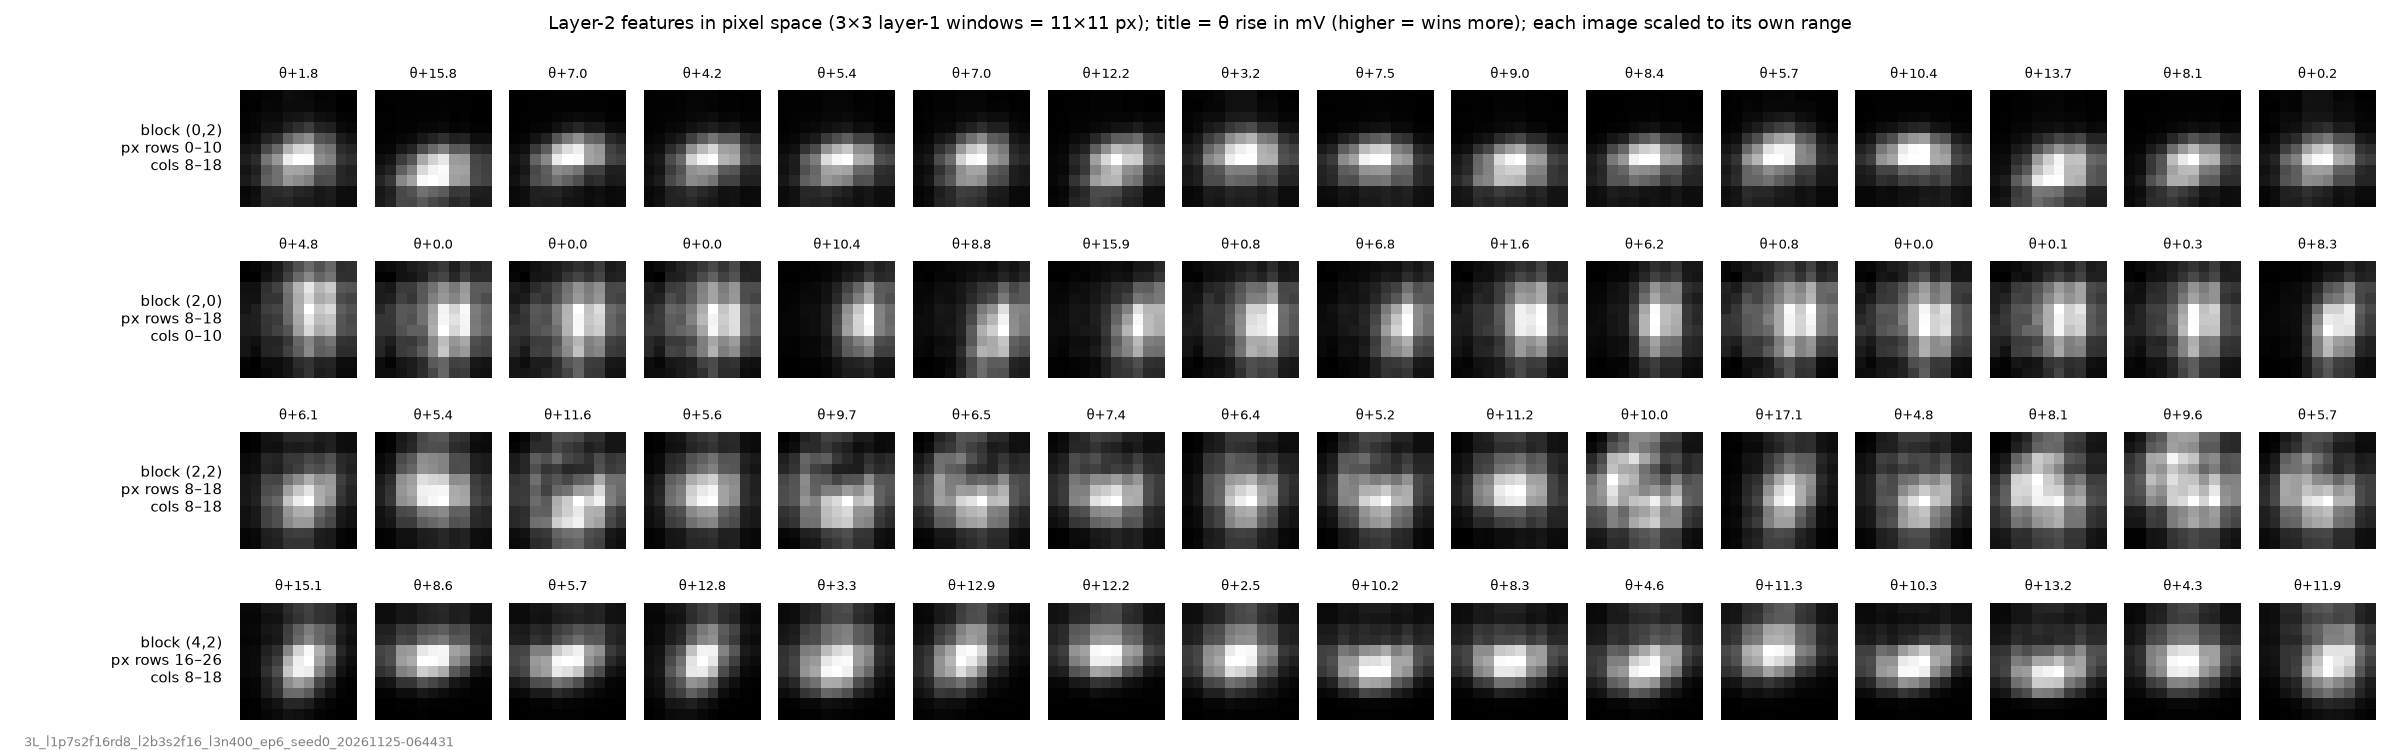 Layer-2 features in pixel space (3×3 layer-1 windows = 11×11 px); title = θ rise in mV (higher = wins more); each image scaled to its own range
θ+1.8 θ+15.8 θ+7.0 θ+4.2 θ+5.4 θ+7.0 θ+12.2 θ+3.2 θ+7.5 θ+9.0 θ+8.4 θ+5.7 θ+10.4 θ+13.7 θ+8.1 θ+0.2
block (0,2)
px rows 0–10
cols 8–18
θ+4.8 θ+0.0 θ+0.0 θ+0.0 θ+10.4 θ+8.8 θ+15.9 θ+0.8 θ+6.8 θ+1.6 θ+6.2 θ+0.8 θ+0.0 θ+0.1 θ+0.3 θ+8.3
block (2,0)
px rows 8–18
cols 0–10
θ+6.1 θ+5.4 θ+11.6 θ+5.6 θ+9.7 θ+6.5 θ+7.4 θ+6.4 θ+5.2 θ+11.2 θ+10.0 θ+17.1 θ+4.8 θ+8.1 θ+9.6 θ+5.7
block (2,2)
px rows 8–18
cols 8–18
θ+15.1 θ+8.6 θ+5.7 θ+12.8 θ+3.3 θ+12.9 θ+12.2 θ+2.5 θ+10.2 θ+8.3 θ+4.6 θ+11.3 θ+10.3 θ+13.2 θ+4.3 θ+11.9
block (4,2)
px rows 16–26
cols 8–18
3L_l1p7s2f16rd8_l2b3s2f16_l3n400_ep6_seed0_20261125-064431